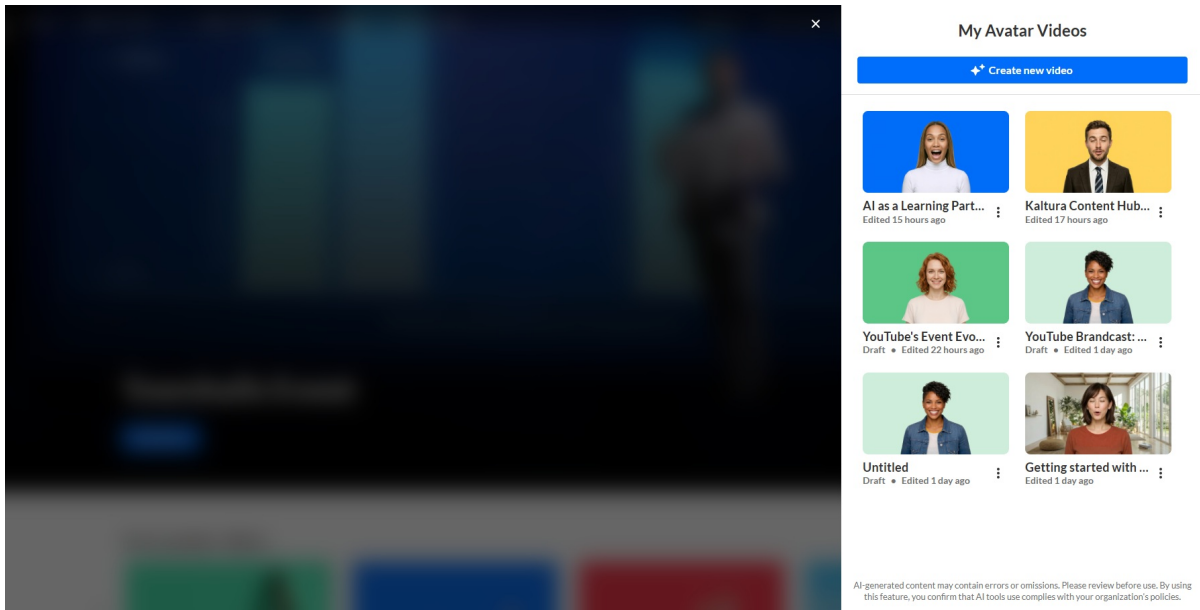 My Avatar Videos
Create new video
AI as a Learning Part...
Edited 15 hours ago
Kaltura Content Hub...
Edited 17 hours ago
YouTube's Event Evo...
Draft • Edited 22 hours ago
YouTube Brandcast: ...
Draft • Edited 1 day ago
Untitled
Draft • Edited 1 day ago
Getting started with ...
Edited 1 day ago
AI-generated content may contain errors or omissions. Please review before use. By using
this feature, you confirm that AI tools use complies with your organization's policies.